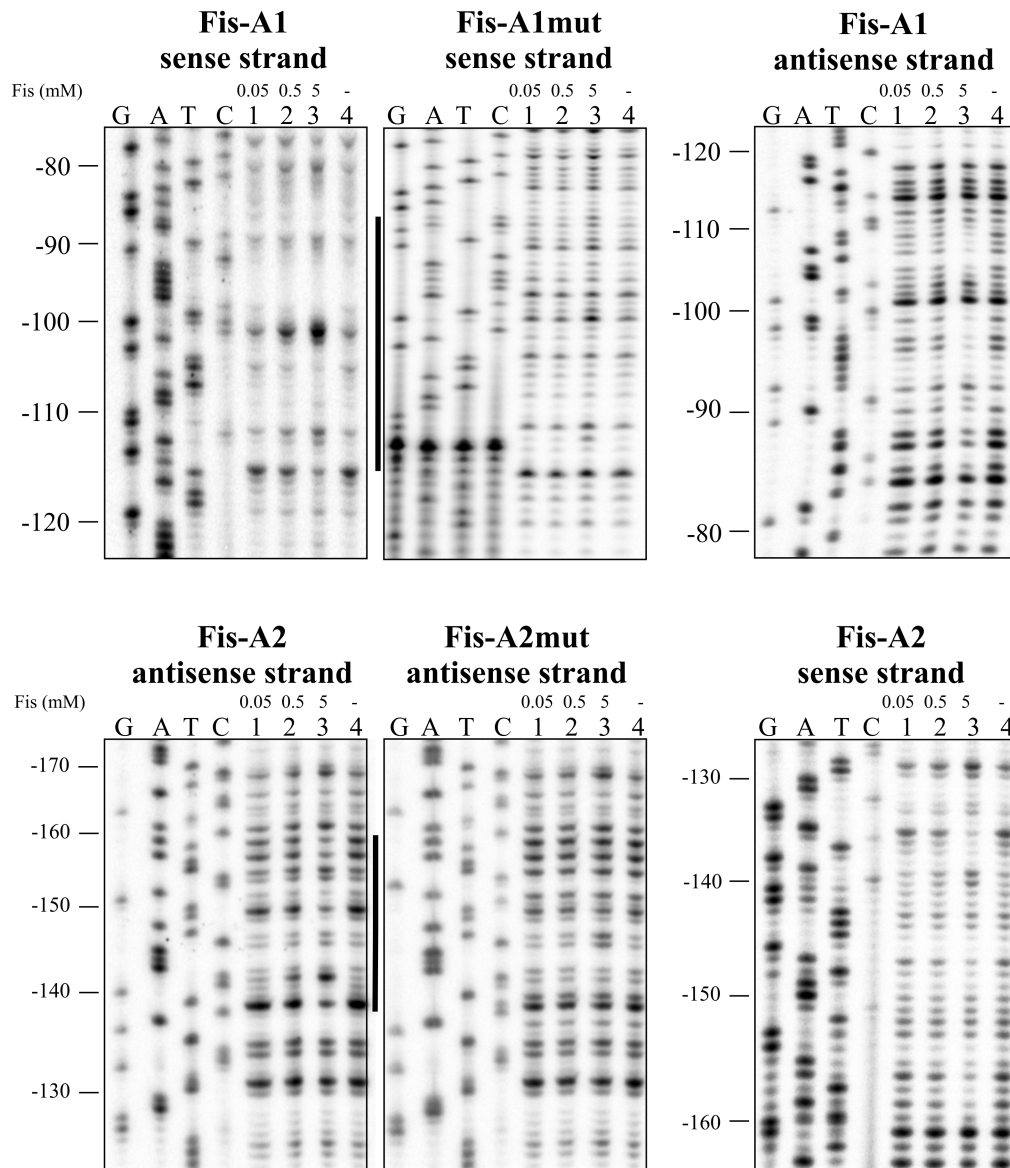 Fis-A1
sense strand
Fis-A1mut
sense strand
Fis-A1
antisense strand
Fis (mM)
0.05 0.5 5 -
G A T C 1 2 3 4
0.05 0.5 5 -
G A T C 1 2 3 4
0.05 0.5 5 -
G A T C 1 2 3 4
-80
-90
-100
-110
-120
-120
-110
-100
-90
-80
Fis-A2
antisense strand
Fis-A2mut
antisense strand
Fis-A2
sense strand
Fis (mM)
0.05 0.5 5 -
G A T C 1 2 3 4
0.05 0.5 5 -
G A T C 1 2 3 4
0.05 0.5 5 -
G A T C 1 2 3 4
-170
-160
-150
-140
-130
-130
-140
-150
-160